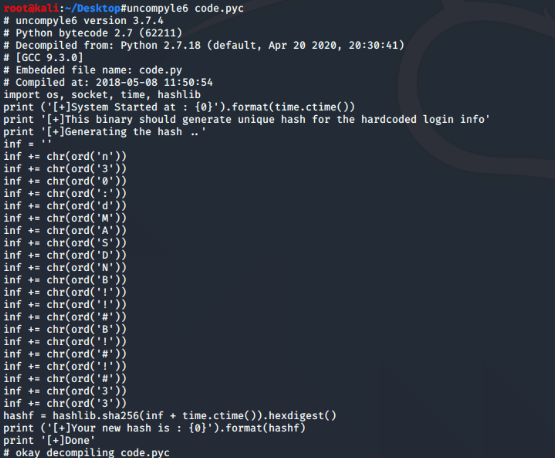 root@kali:~/Desktop#uncompyle6 code.pyc
# uncompyle6 version 3.7.4
# Python bytecode 2.7 (62211)
# Decompiled from: Python 2.7.18 (default, Apr 20 2020, 20:30:41)
# [GCC 9.3.0]
# Embedded file name: code.py
# Compiled at: 2018-05-08 11:50:54
import os, socket, time, hashlib
print ('[+]System Started at : {0}').format(time.ctime())
print '[+]This binary should generate unique hash for the hardcoded login info'
print '[+]Generating the hash ..'
inf = ''
inf += chr(ord('n'))
inf += chr(ord('3'))
inf += chr(ord('0'))
inf += chr(ord(':'))
inf += chr(ord('d'))
inf += chr(ord('M'))
inf += chr(ord('A'))
inf += chr(ord('S'))
inf += chr(ord('D'))
inf += chr(ord('N'))
inf += chr(ord('B'))
inf += chr(ord('!'))
inf += chr(ord('!'))
inf += chr(ord('#'))
inf += chr(ord('B'))
inf += chr(ord('!'))
inf += chr(ord('#'))
inf += chr(ord('!'))
inf += chr(ord('#'))
inf += chr(ord('3'))
inf += chr(ord('3'))
hashf = hashlib.sha256(inf + time.ctime()).hexdigest()
print ('[+]Your new hash is : {0}').format(hashf)
print '[+]Done'
# okay decompiling code.pyc